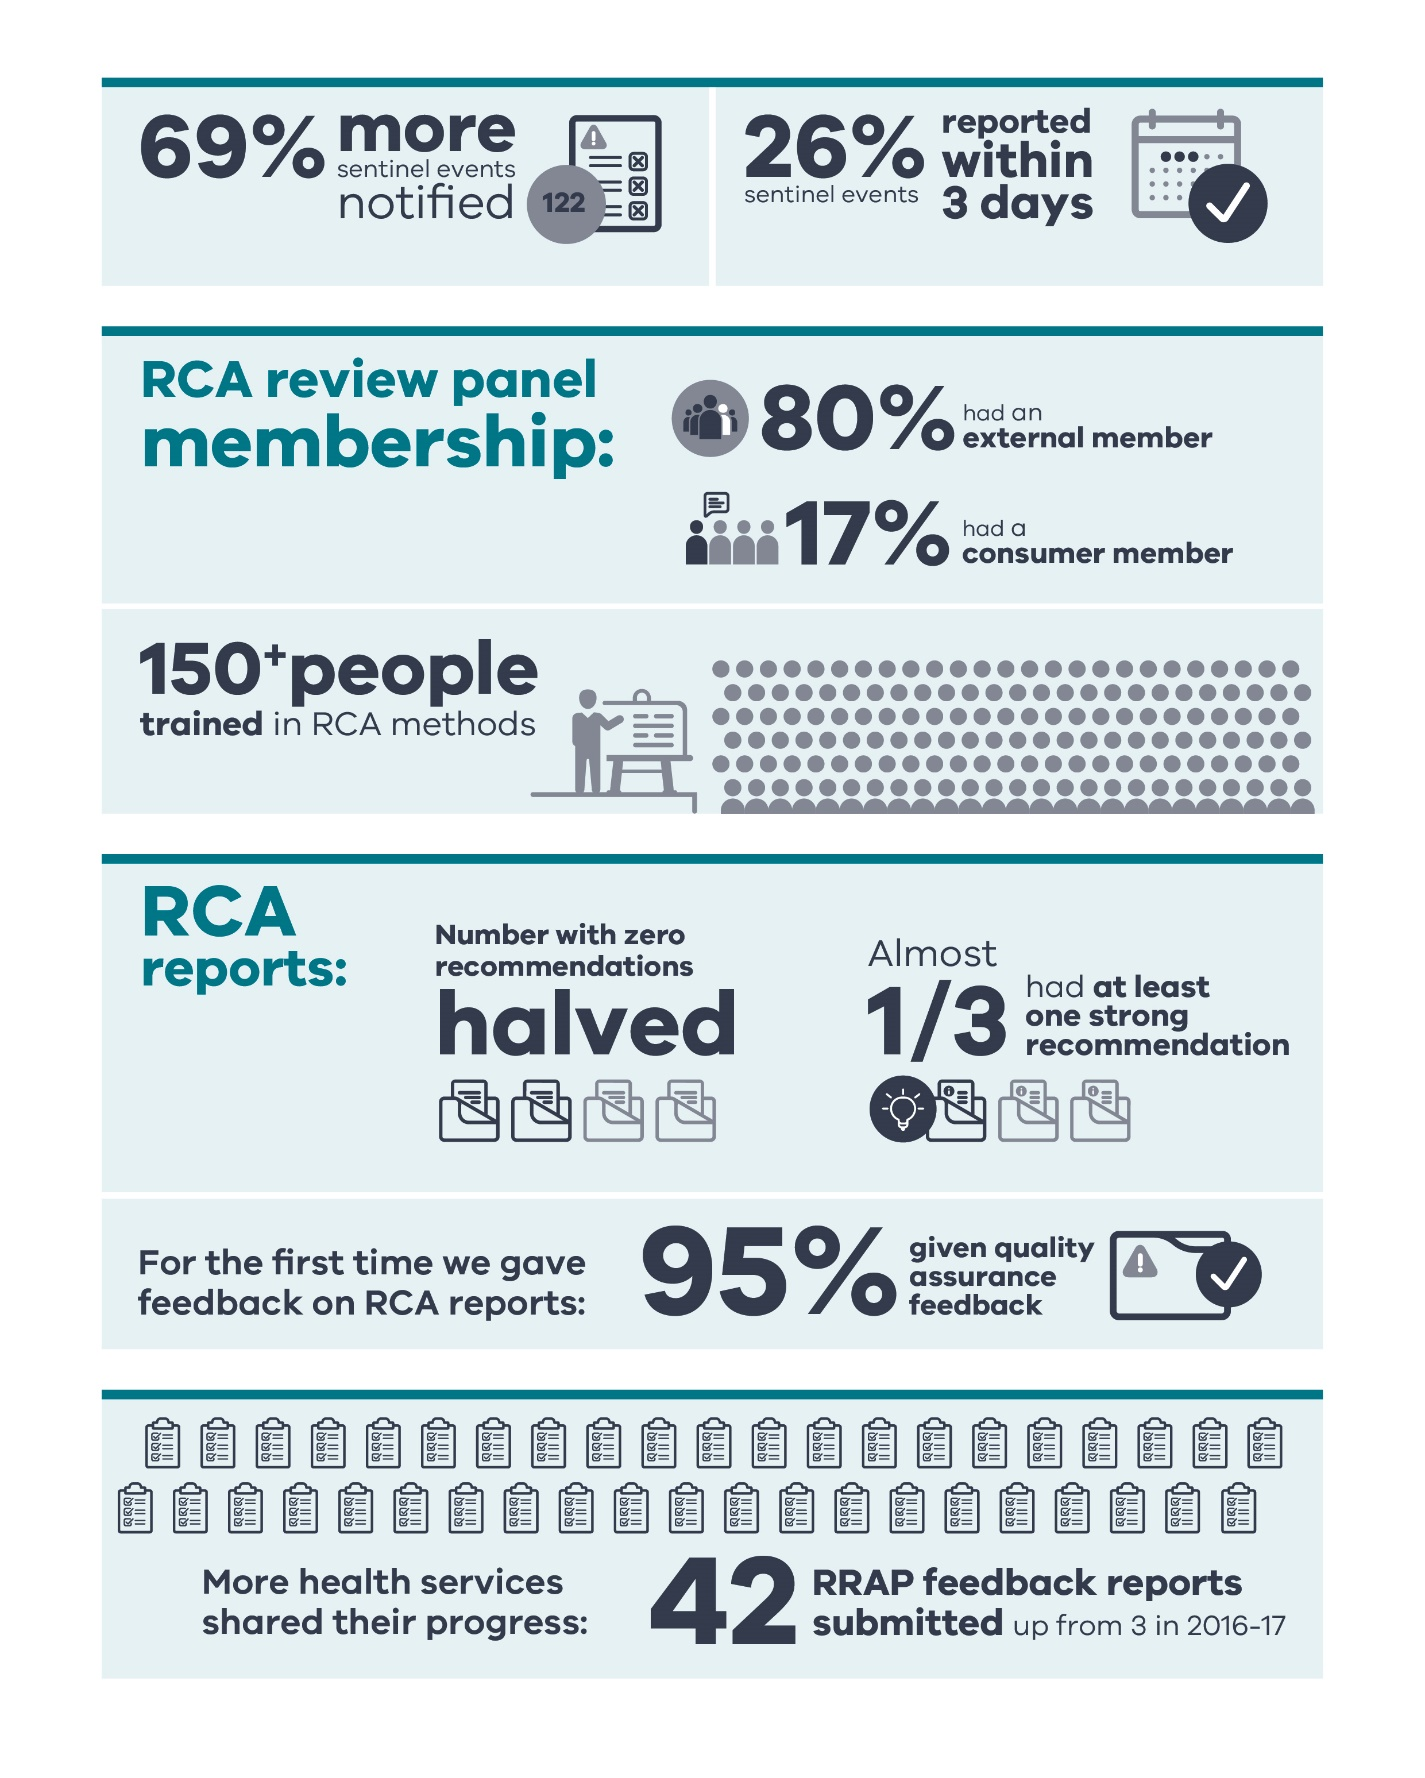 69% more
sentinel events
notified
122
26%
sentinel events
reported
within
3 days
RCA review panel
membership:
80% had an
external member
17% had a
consumer member
150+people
trained in RCA methods
RCA
reports:
Number with zero
recommendations
halved
Almost
1/3 had at least
one strong
recommendation
For the first time we gave
feedback on RCA reports:
95% given quality
assurance
feedback
More health services
shared their progress:
42 RRAP feedback reports
submitted up from 3 in 2016-17